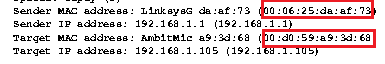 Sender MAC address: LinksysG da:af:73 (00:06:25:da:af:73)
Sender IP address: 192.168.1.1 (192.168.1.1)
Target MAC address: AmbitMic a9:3d:68 (00:d0:59:a9:3d:68)
Target IP address: 192.168.1.105 (192.168.1.105)